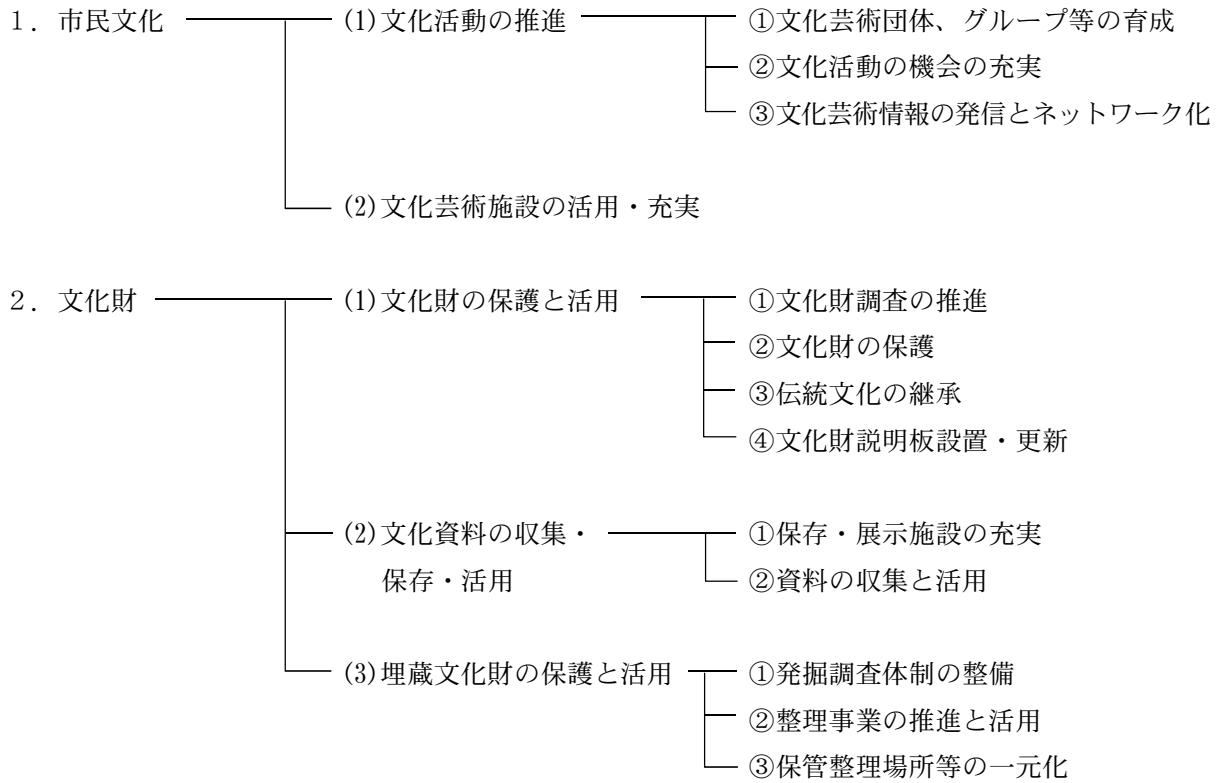 １．市民文化 (1)文化活動の推進 ①文化芸術団体、グループ等の育成
②文化活動の機会の充実
③文化芸術情報の発信とネットワーク化
(2)文化芸術施設の活用・充実
２．文化財 (1)文化財の保護と活用 ①文化財調査の推進
②文化財の保護
③伝統文化の継承
④文化財説明板設置・更新
(2)文化資料の収集・ ①保存・展示施設の充実
保存・活用 ②資料の収集と活用
(3)埋蔵文化財の保護と活用 ①発掘調査体制の整備
②整理事業の推進と活用
③保管整理場所等の一元化